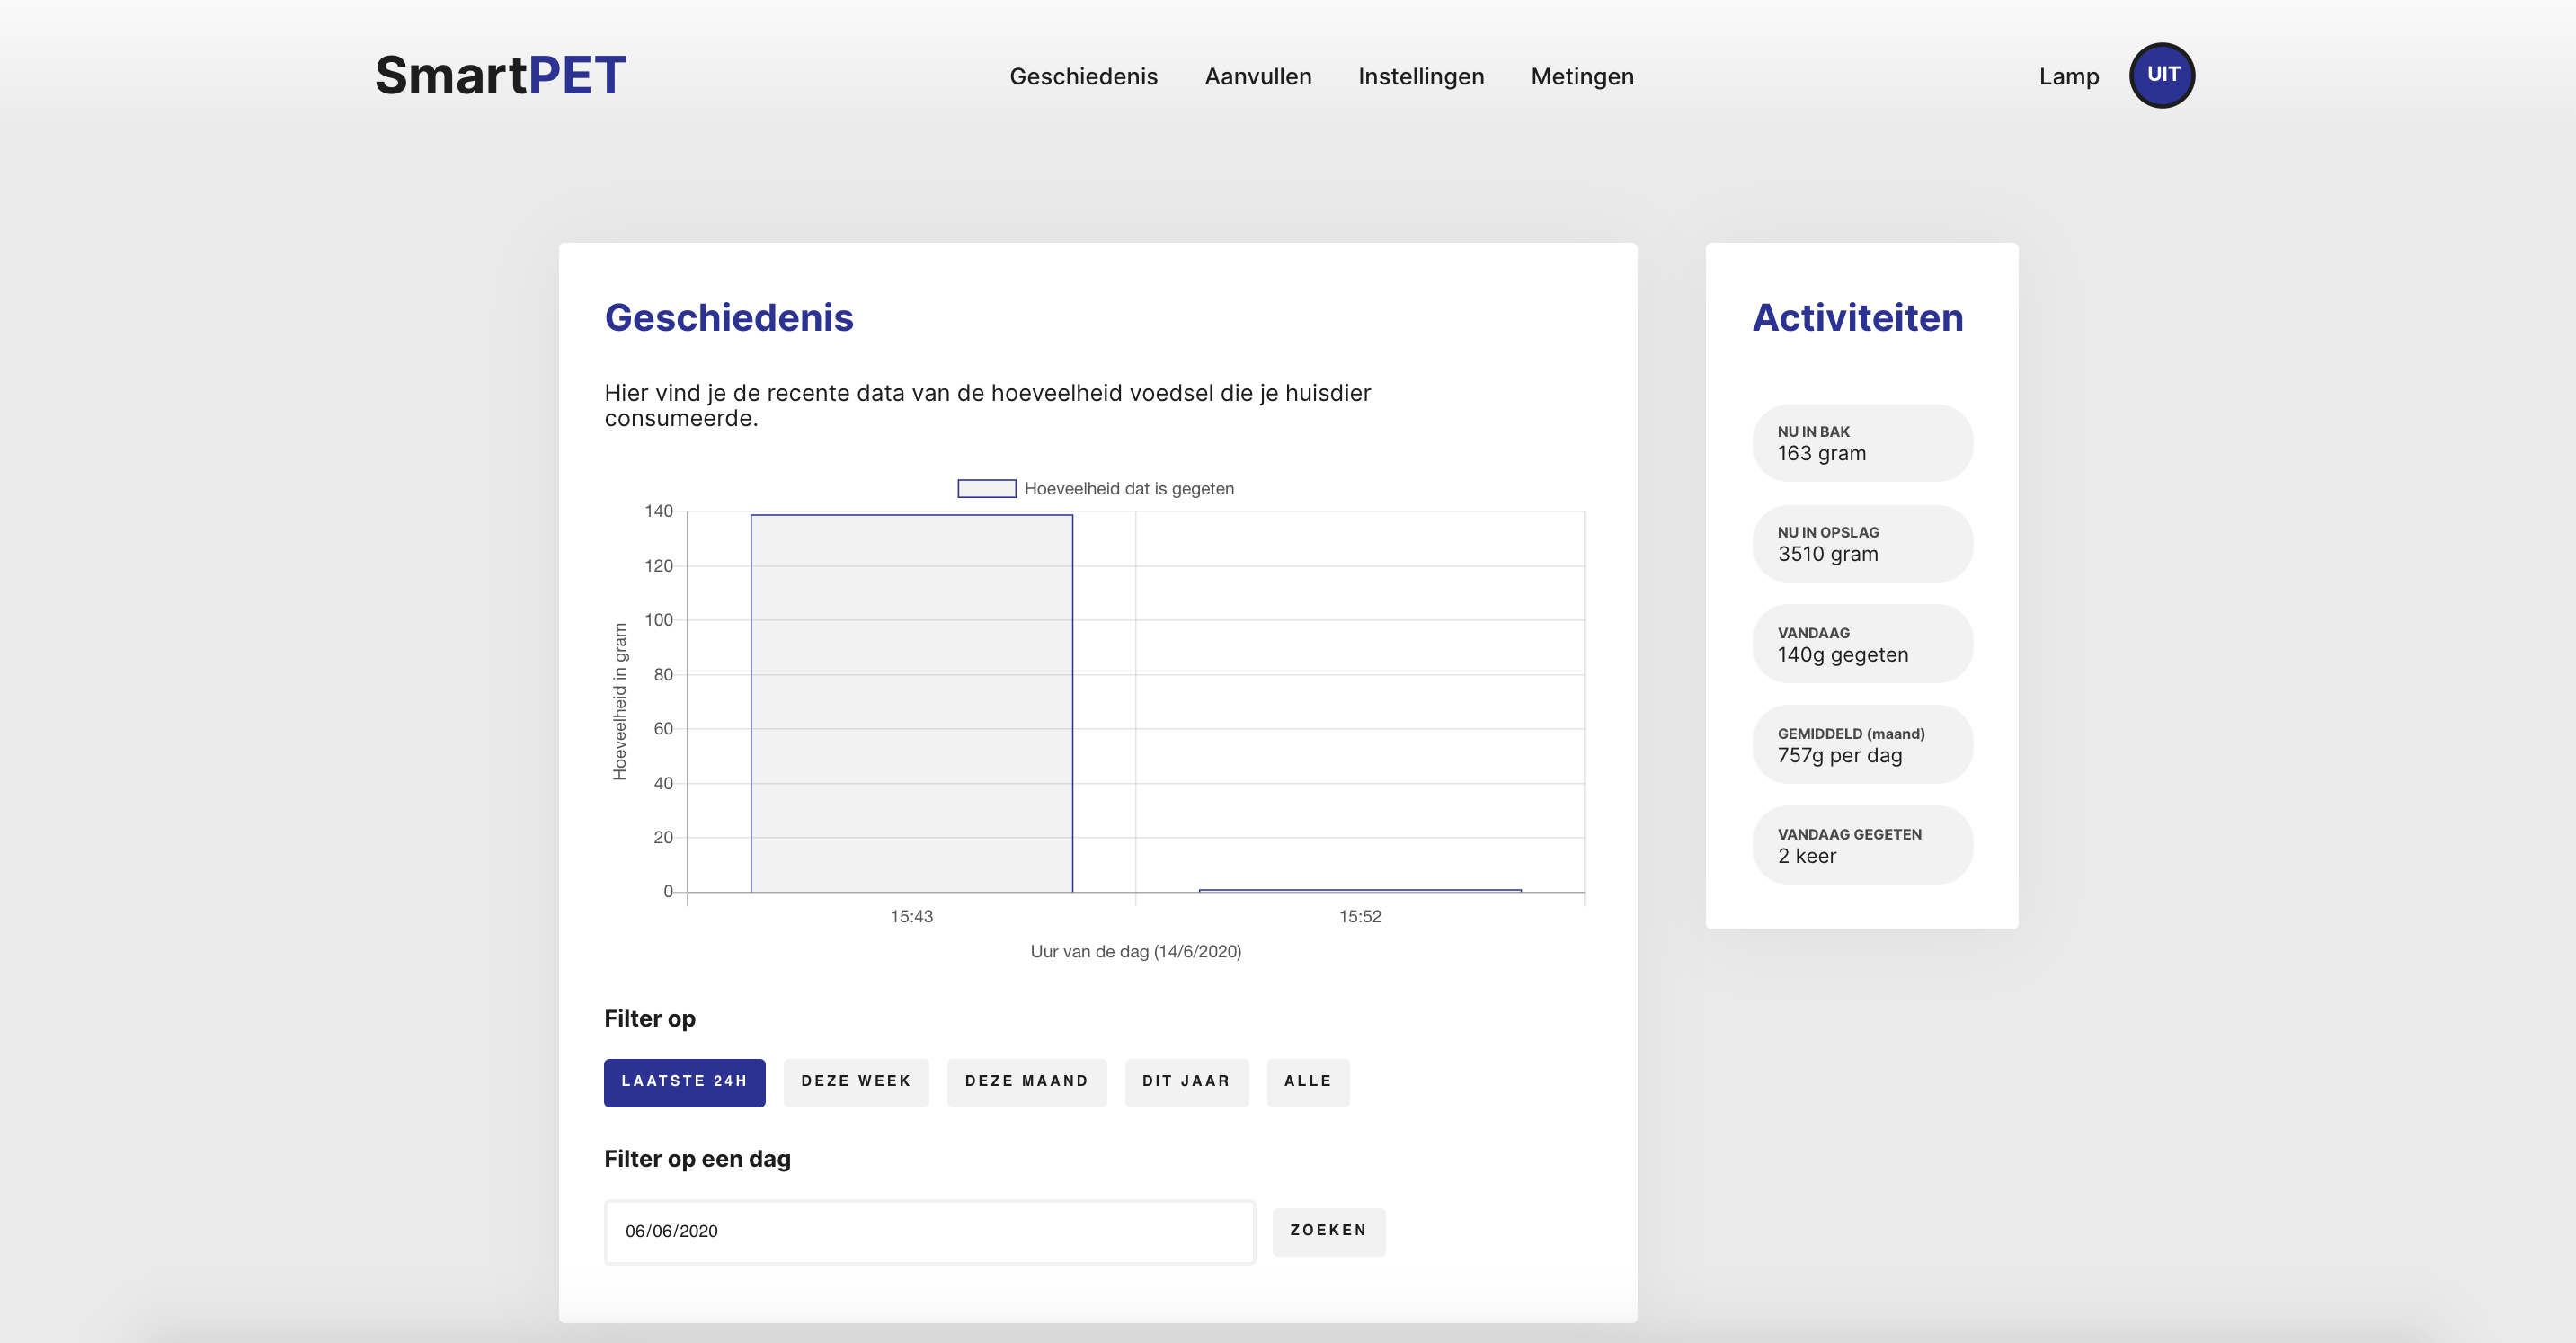 SmartPET
Geschiedenis Aanvullen Instellingen Metingen
Lamp UIT
Geschiedenis
Hier vind je de recente data van de hoeveelheid voedsel die je huisdier
consumeerde.
Hoeveelheid dat is gegeten
Hoeveelheid in gram
140
120
100
80
60
40
20
0
15:43 15:52
Uur van de dag (14/6/2020)
Filter op
LAATSTE 24H DEZE WEEK DEZE MAAND DIT JAAR ALLE
Filter op een dag
06/06/2020 ZOEKEN
Activiteiten
NU IN BAK
163 gram
NU IN OPSLAG
3510 gram
VANDAAG
140g gegeten
GEMIDDELD (maand)
757g per dag
VANDAAG GEGETEN
2 keer